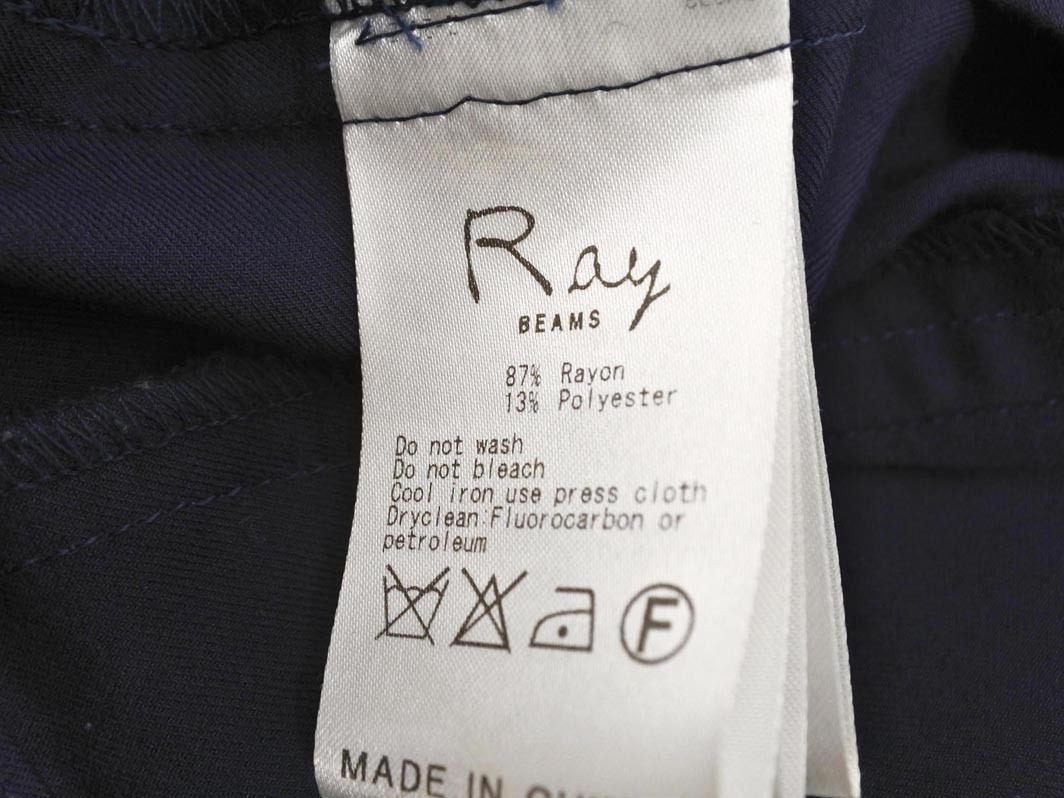 Ray
BEAMS
87% Rayon
13% Polyester
Do not wash
Do not bleach
Cool iron use press cloth
Dryclean:Fluorocarbon or
petroleum
F
MADE IN